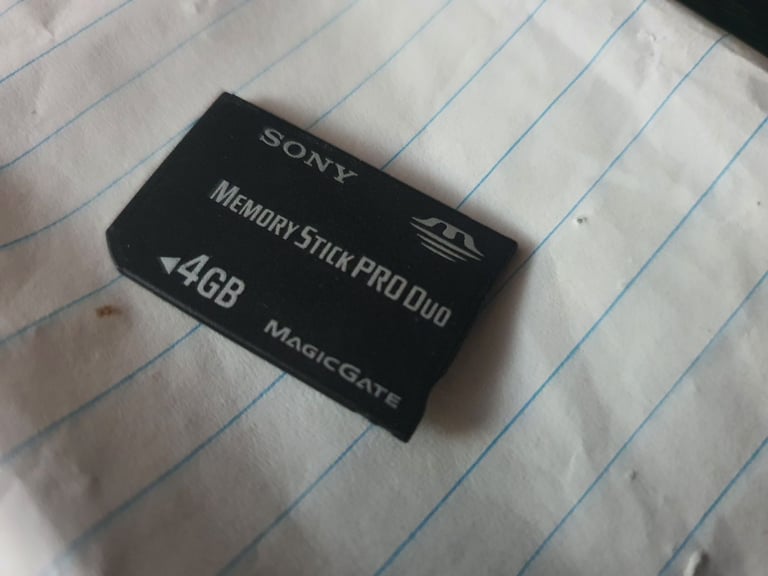 SONY
MEMORY STICK PRO DUO
4GB
MAGICGATE